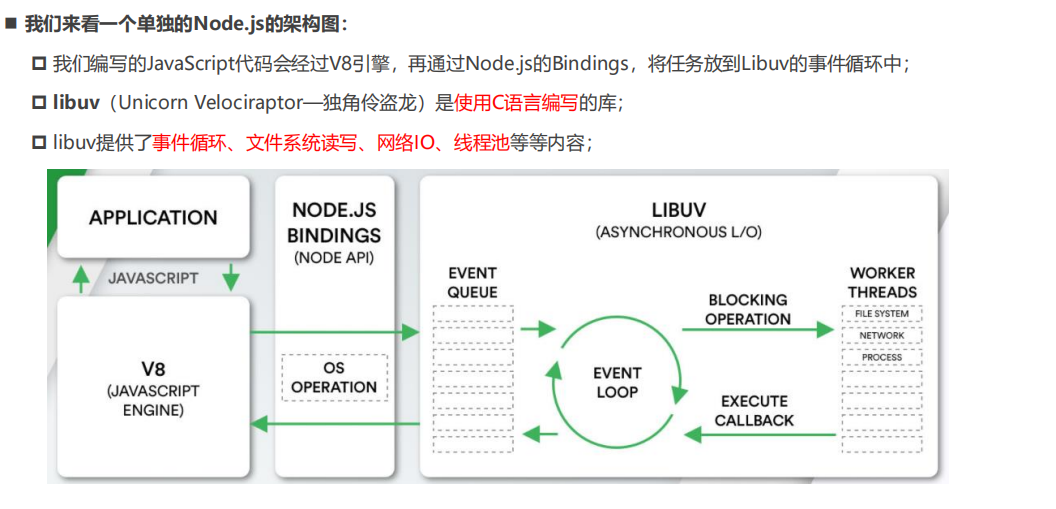 我们来看一个单独的Node.js的架构图：
我们编写的JavaScript代码会经过V8引擎，再通过Node.js的Bindings，将任务放到Libuv的事件循环中；
libuv（Unicorn Velociraptor—独角伶盗龙）是使用C语言编写的库；
libuv提供了事件循环、文件系统读写、网络IO、线程池等等内容；
APPLICATION
JAVASCRIPT
V8
(JAVASCRIPT
ENGINE)
NODE.JS
BINDINGS
(NODE API)
OS
OPERATION
LIBUV
(ASYNCHRONOUS L/O)
EVENT
QUEUE
EVENT
LOOP
BLOCKING
OPERATION
EXECUTE
CALLBACK
WORKER
THREADS
FILE SYSTEM
NETWORK
PROCESS